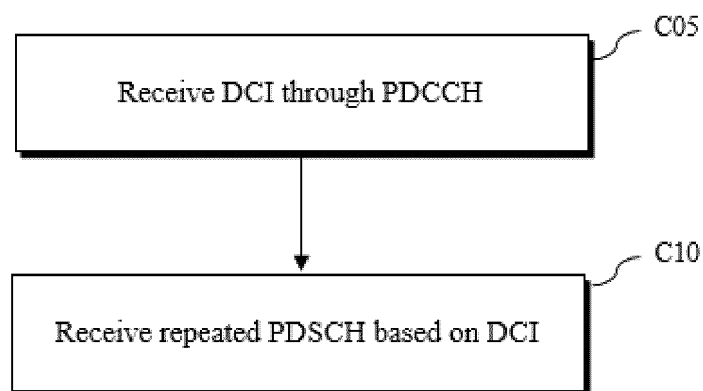 C05
Receive DCI through PDCCH
C10
Receive repeated PDSCH based on DCI